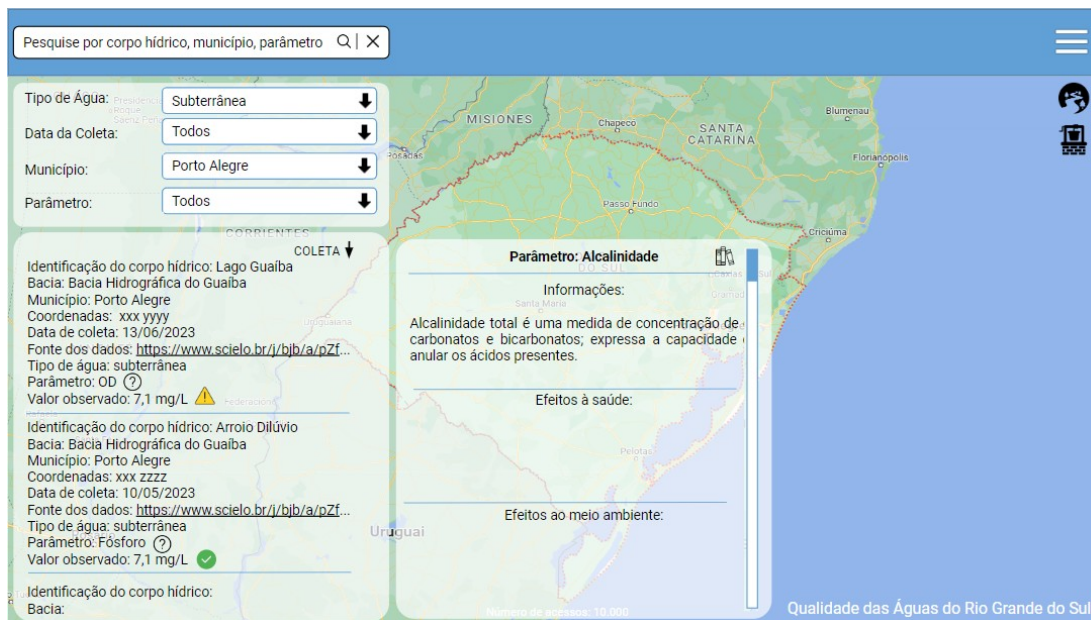 Pesquise por corpo hídrico, município, parâmetro
Tipo de Água: Subterrânea
Data da Coleta: Todos
Município: Porto Alegre
Parâmetro: Todos
COLETA
Identificação do corpo hídrico: Lago Guaíba
Bacia: Bacia Hidrográfica do Guaíba
Município: Porto Alegre
Coordenadas: xxx yyyy
Data de coleta: 13/06/2023
Fonte dos dados: https://www.scielo.br/j/bjb/a/pZf...
Tipo de água: subterrânea
Parâmetro: OD ?
Valor observado: 7,1 mg/L
Identificação do corpo hídrico: Arroio Dilúvio
Bacia: Bacia Hidrográfica do Guaíba
Município: Porto Alegre
Coordenadas: xxx zzzz
Data de coleta: 10/05/2023
Fonte dos dados: https://www.scielo.br/j/bjb/a/pZf...
Tipo de água: subterrânea
Parâmetro: Fósforo ?
Valor observado: 7,1 mg/L
Identificação do corpo hídrico:
Bacia:
Parâmetro: Alcalinidade
Informações:
Alcalinidade total é uma medida de concentração de
carbonatos e bicarbonatos; expressa a capacidade
anular os ácidos presentes.
Efeitos à saúde:
Efeitos ao meio ambiente:
MISIONES
Chapeco
SANTA
CATARINA
Blumenau
Florianópolis
Posadas
Passo Fundo
Criciúma
CORRIENTES
DO SUL
Caxias
Sul
Santa Maria
Gramado
Uruguaiana
Federacion
Pelotas
Uruguai
Número de acessos: 10.000
Qualidade das Águas do Rio Grande do Sul